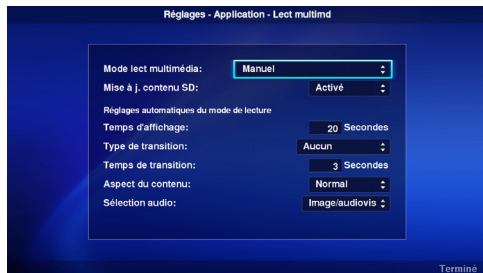 Réglages - Application - Lect multimd
Mode lect multimédia: Manuel
Mise à j. contenu SD: Activé
Réglages automatiques du mode de lecture
Temps d'affichage: 20 Secondes
Type de transition: Aucun
Temps de transition: 3 Secondes
Aspect du contenu: Normal
Sélection audio: Image/audiovis
Terminé